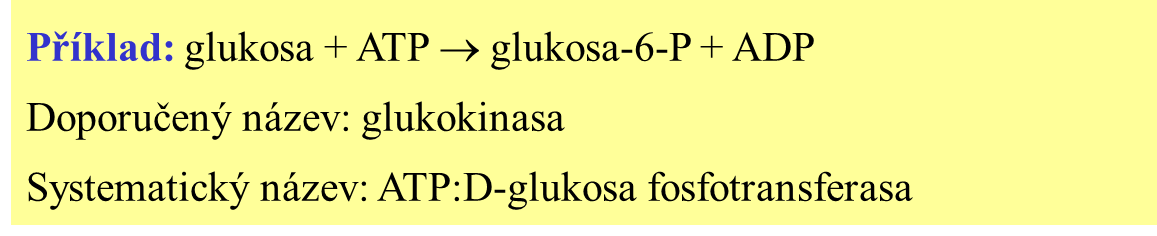 Příklad: glukosa + ATP → glukosa-6-P + ADP
Doporučený název: glukokinasa
Systematický název: ATP:D-glukosa fosfotransferasa